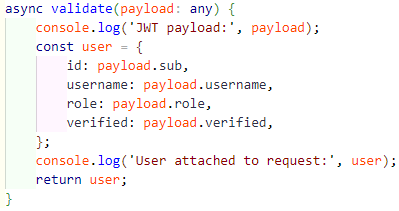 async validate(payload: any) {
    console.log('JWT payload:', payload);
    const user = {
        id: payload.sub,
        username: payload.username,
        role: payload.role,
        verified: payload.verified,
    };
    console.log('User attached to request:', user);
    return user;
}